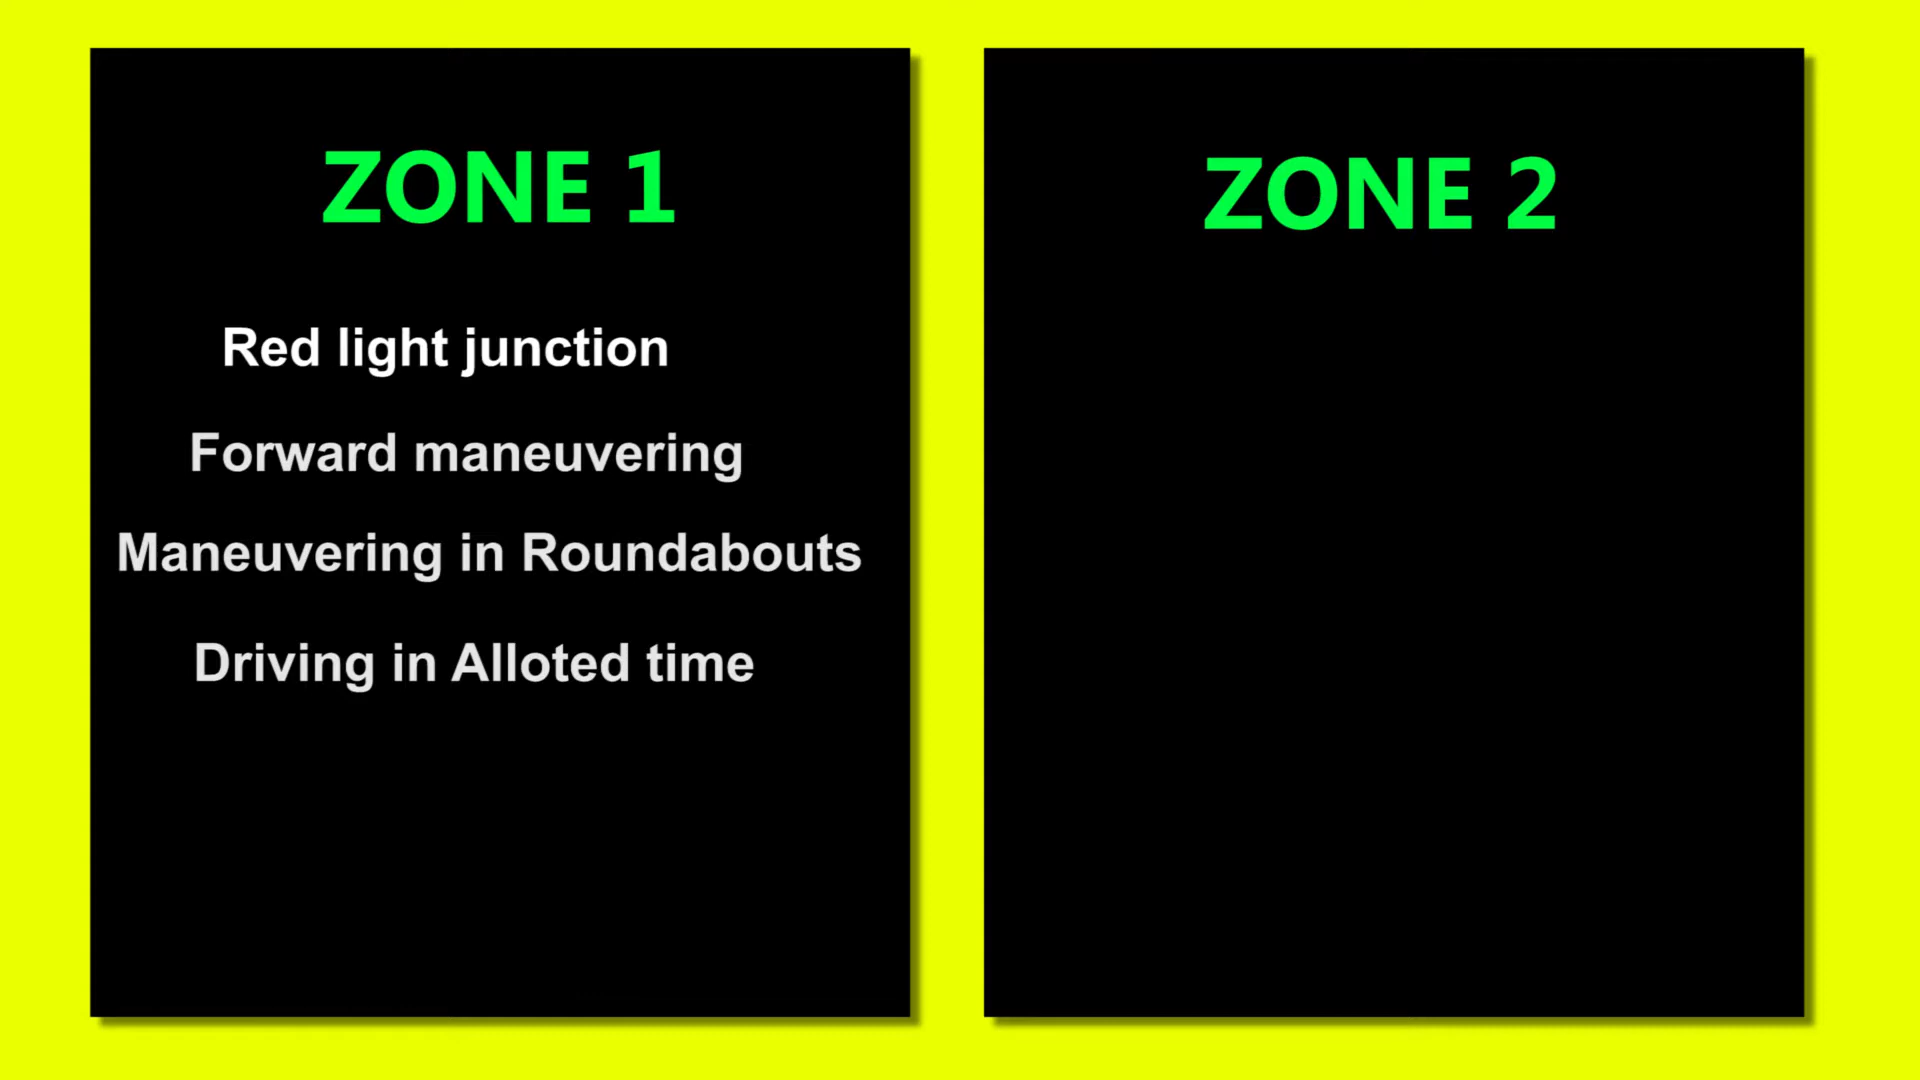 ZONE 1
Red light junction
Forward maneuvering
Maneuvering in Roundabouts
Driving in Alloted time
ZONE 2